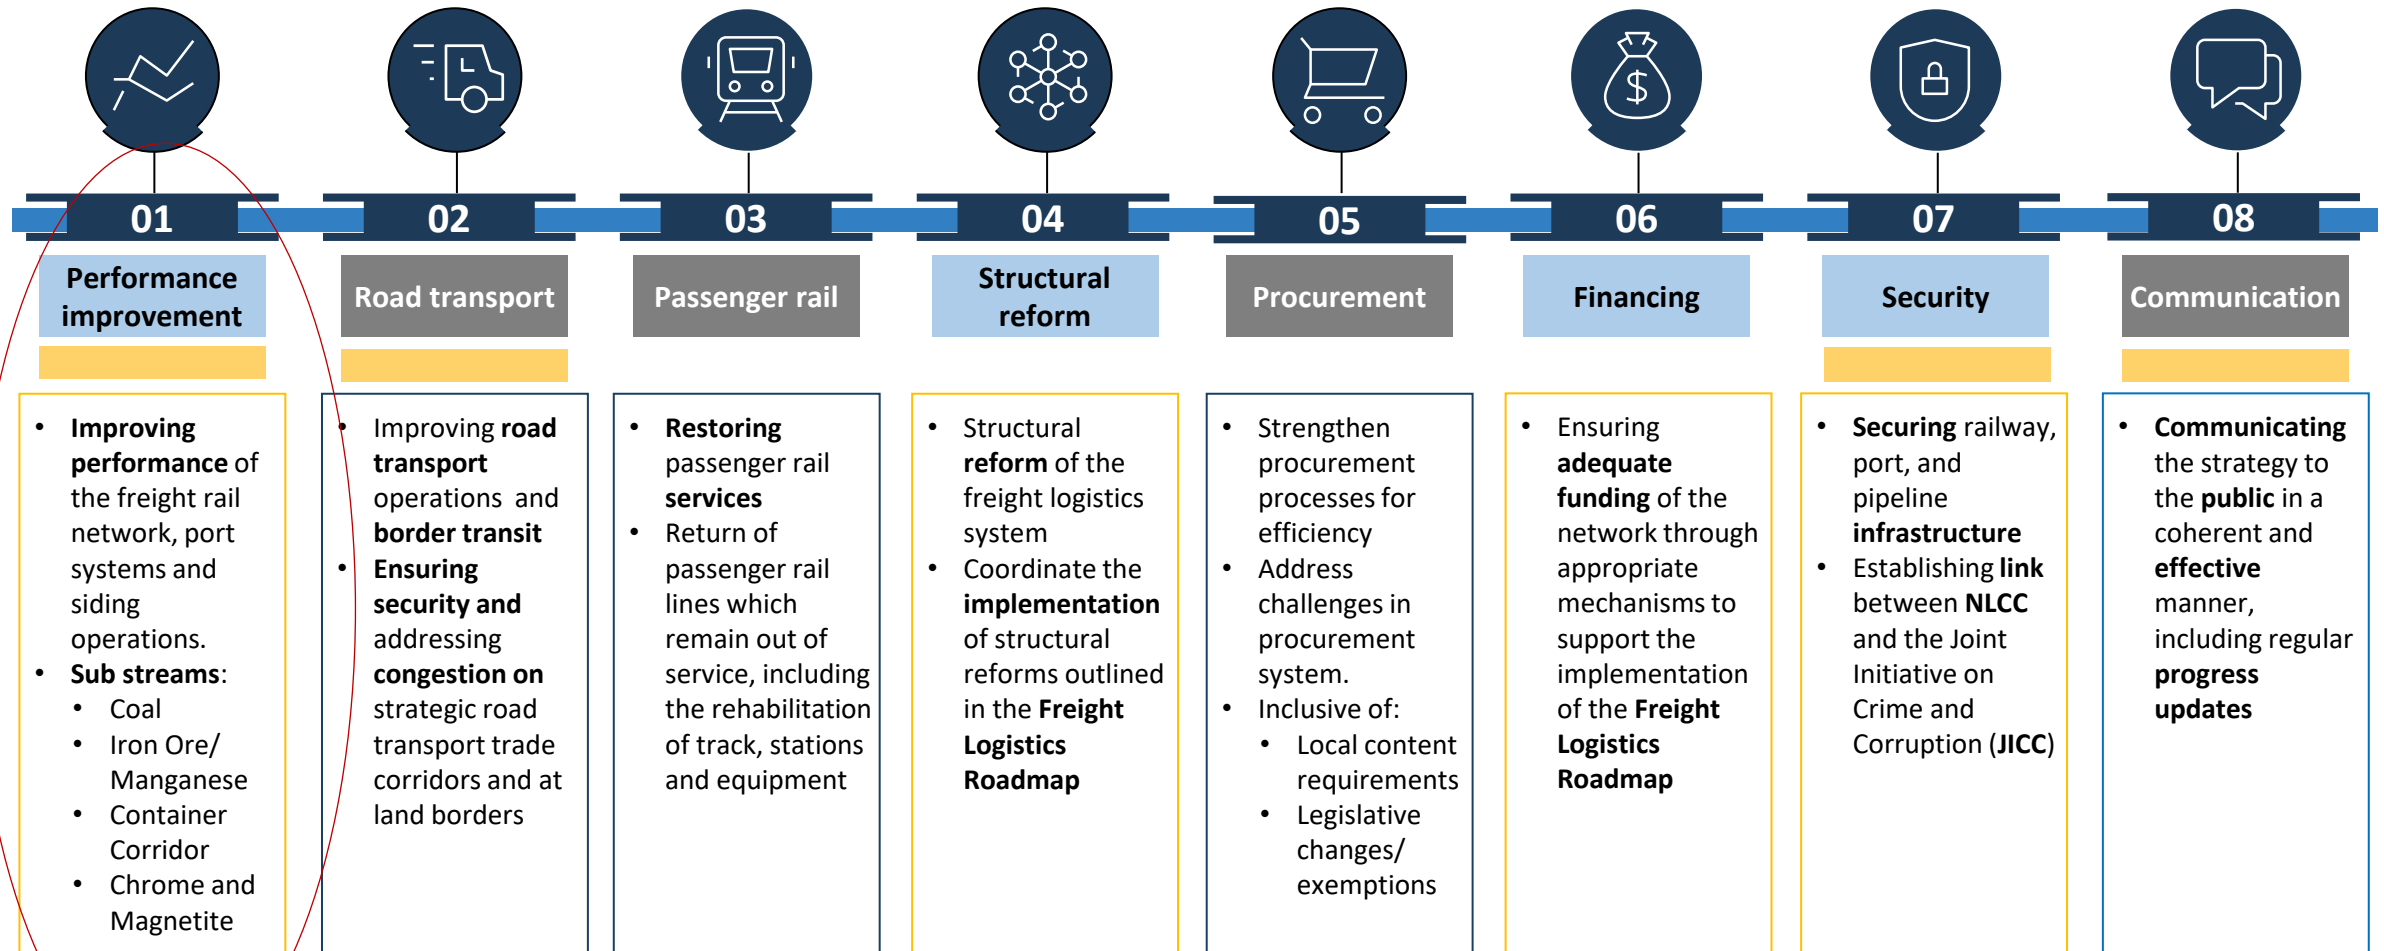 01
Performance
improvement
• Improving
performance of
the freight rail
network, port
systems and
siding
operations.
• Sub streams:
• Coal
• Iron Ore/
Manganese
• Container
Corridor
• Chrome and
Magnetite
02
Road transport
• Improving road
transport
operations and
border transit
• Ensuring
security and
addressing
congestion on
strategic road
transport trade
corridors and at
land borders
03
Passenger rail
• Restoring
passenger rail
services
• Return of
passenger rail
lines which
remain out of
service, including
the rehabilitation
of track, stations
and equipment
04
Structural
reform
• Structural
reform of the
freight logistics
system
• Coordinate the
implementation
of structural
reforms outlined
in the Freight
Logistics
Roadmap
05
Procurement
• Strengthen
procurement
processes for
efficiency
• Address
challenges in
procurement
system.
• Inclusive of:
• Local content
requirements
• Legislative
changes/
exemptions
06
Financing
• Ensuring
adequate
funding of the
network through
appropriate
mechanisms to
support the
implementation
of the Freight
Logistics
Roadmap
07
Security
• Securing railway,
port, and
pipeline
infrastructure
• Establishing link
between NLCC
and the Joint
Initiative on
Crime and
Corruption (JICC)
08
Communication
• Communicating
the strategy to
the public in a
coherent and
effective
manner,
including regular
progress
updates